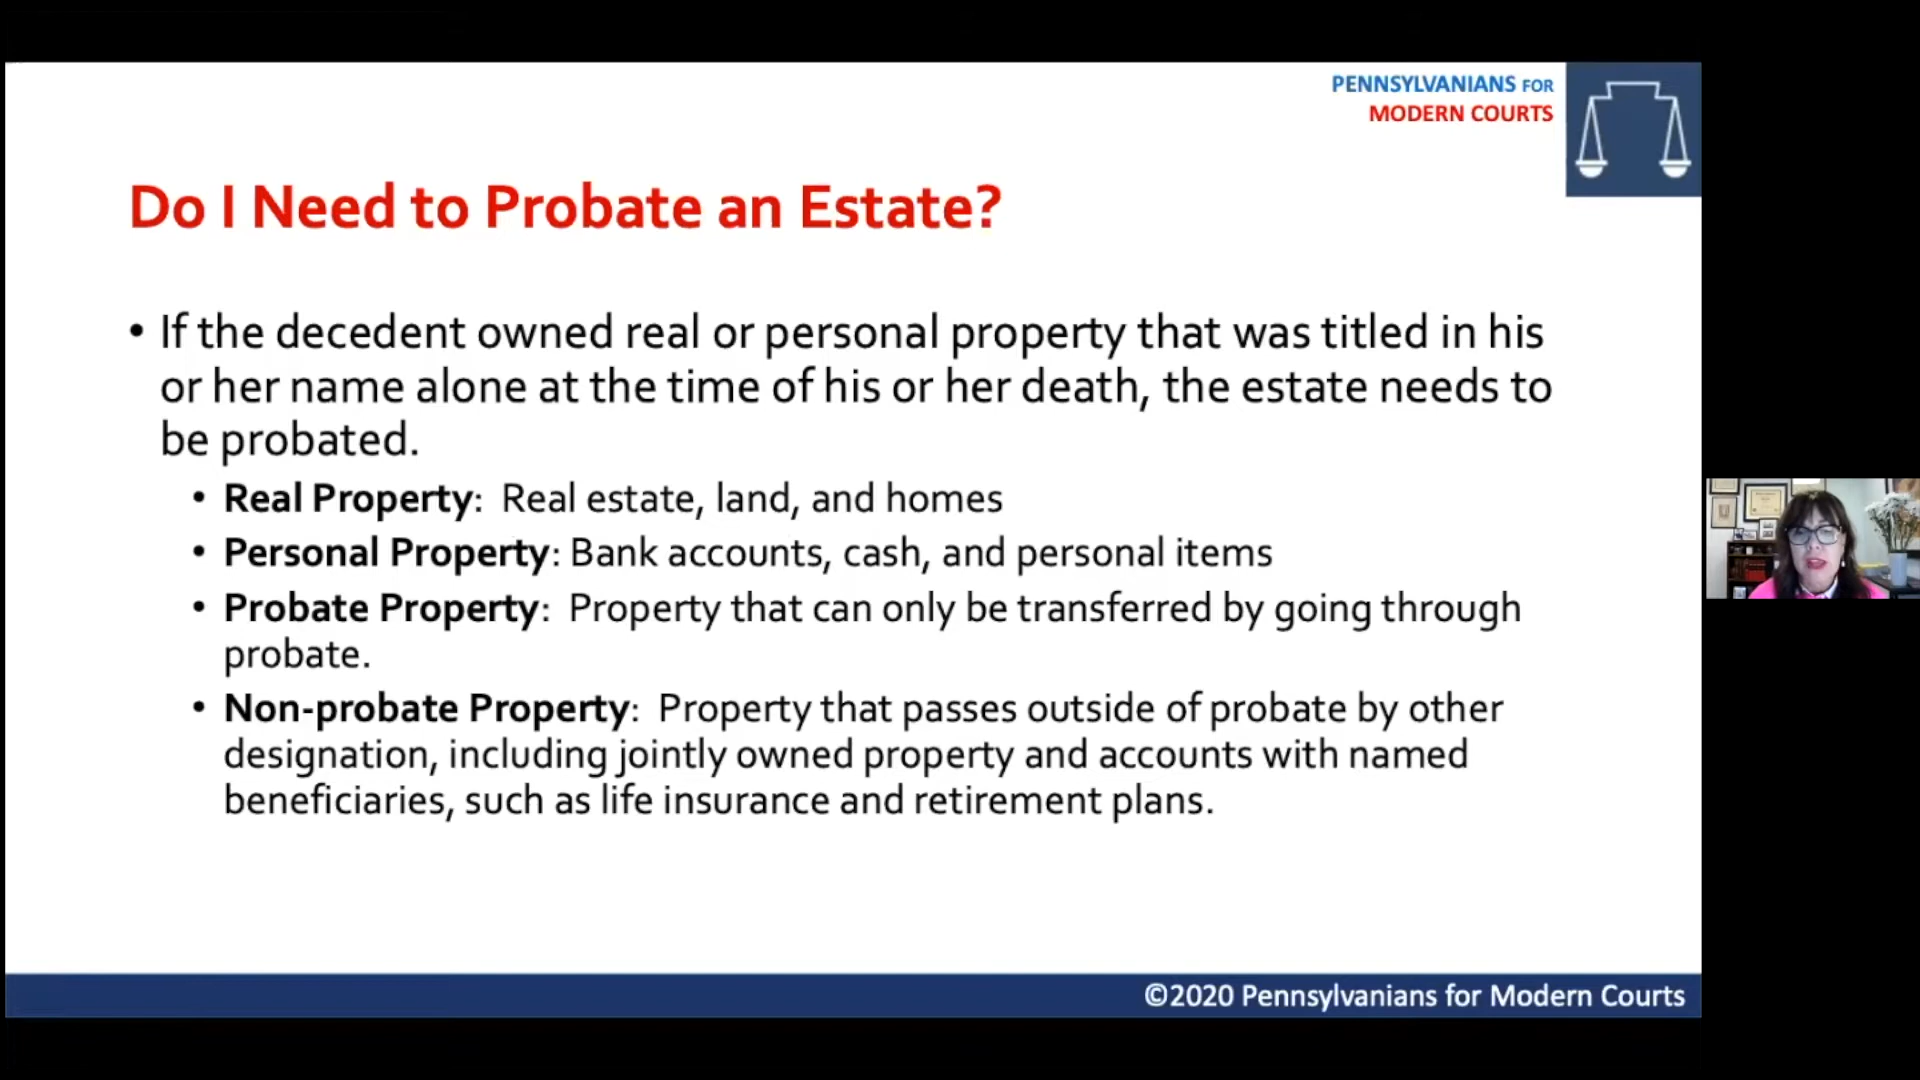 PENNSYLVANIANS FOR
MODERN COURTS
Do I Need to Probate an Estate?
• If the decedent owned real or personal property that was titled in his
or her name alone at the time of his or her death, the estate needs to
be probated.
• Real Property: Real estate, land, and homes
• Personal Property: Bank accounts, cash, and personal items
• Probate Property: Property that can only be transferred by going through
probate.
• Non-probate Property: Property that passes outside of probate by other
designation, including jointly owned property and accounts with named
beneficiaries, such as life insurance and retirement plans.
©2020 Pennsylvanians for Modern Courts